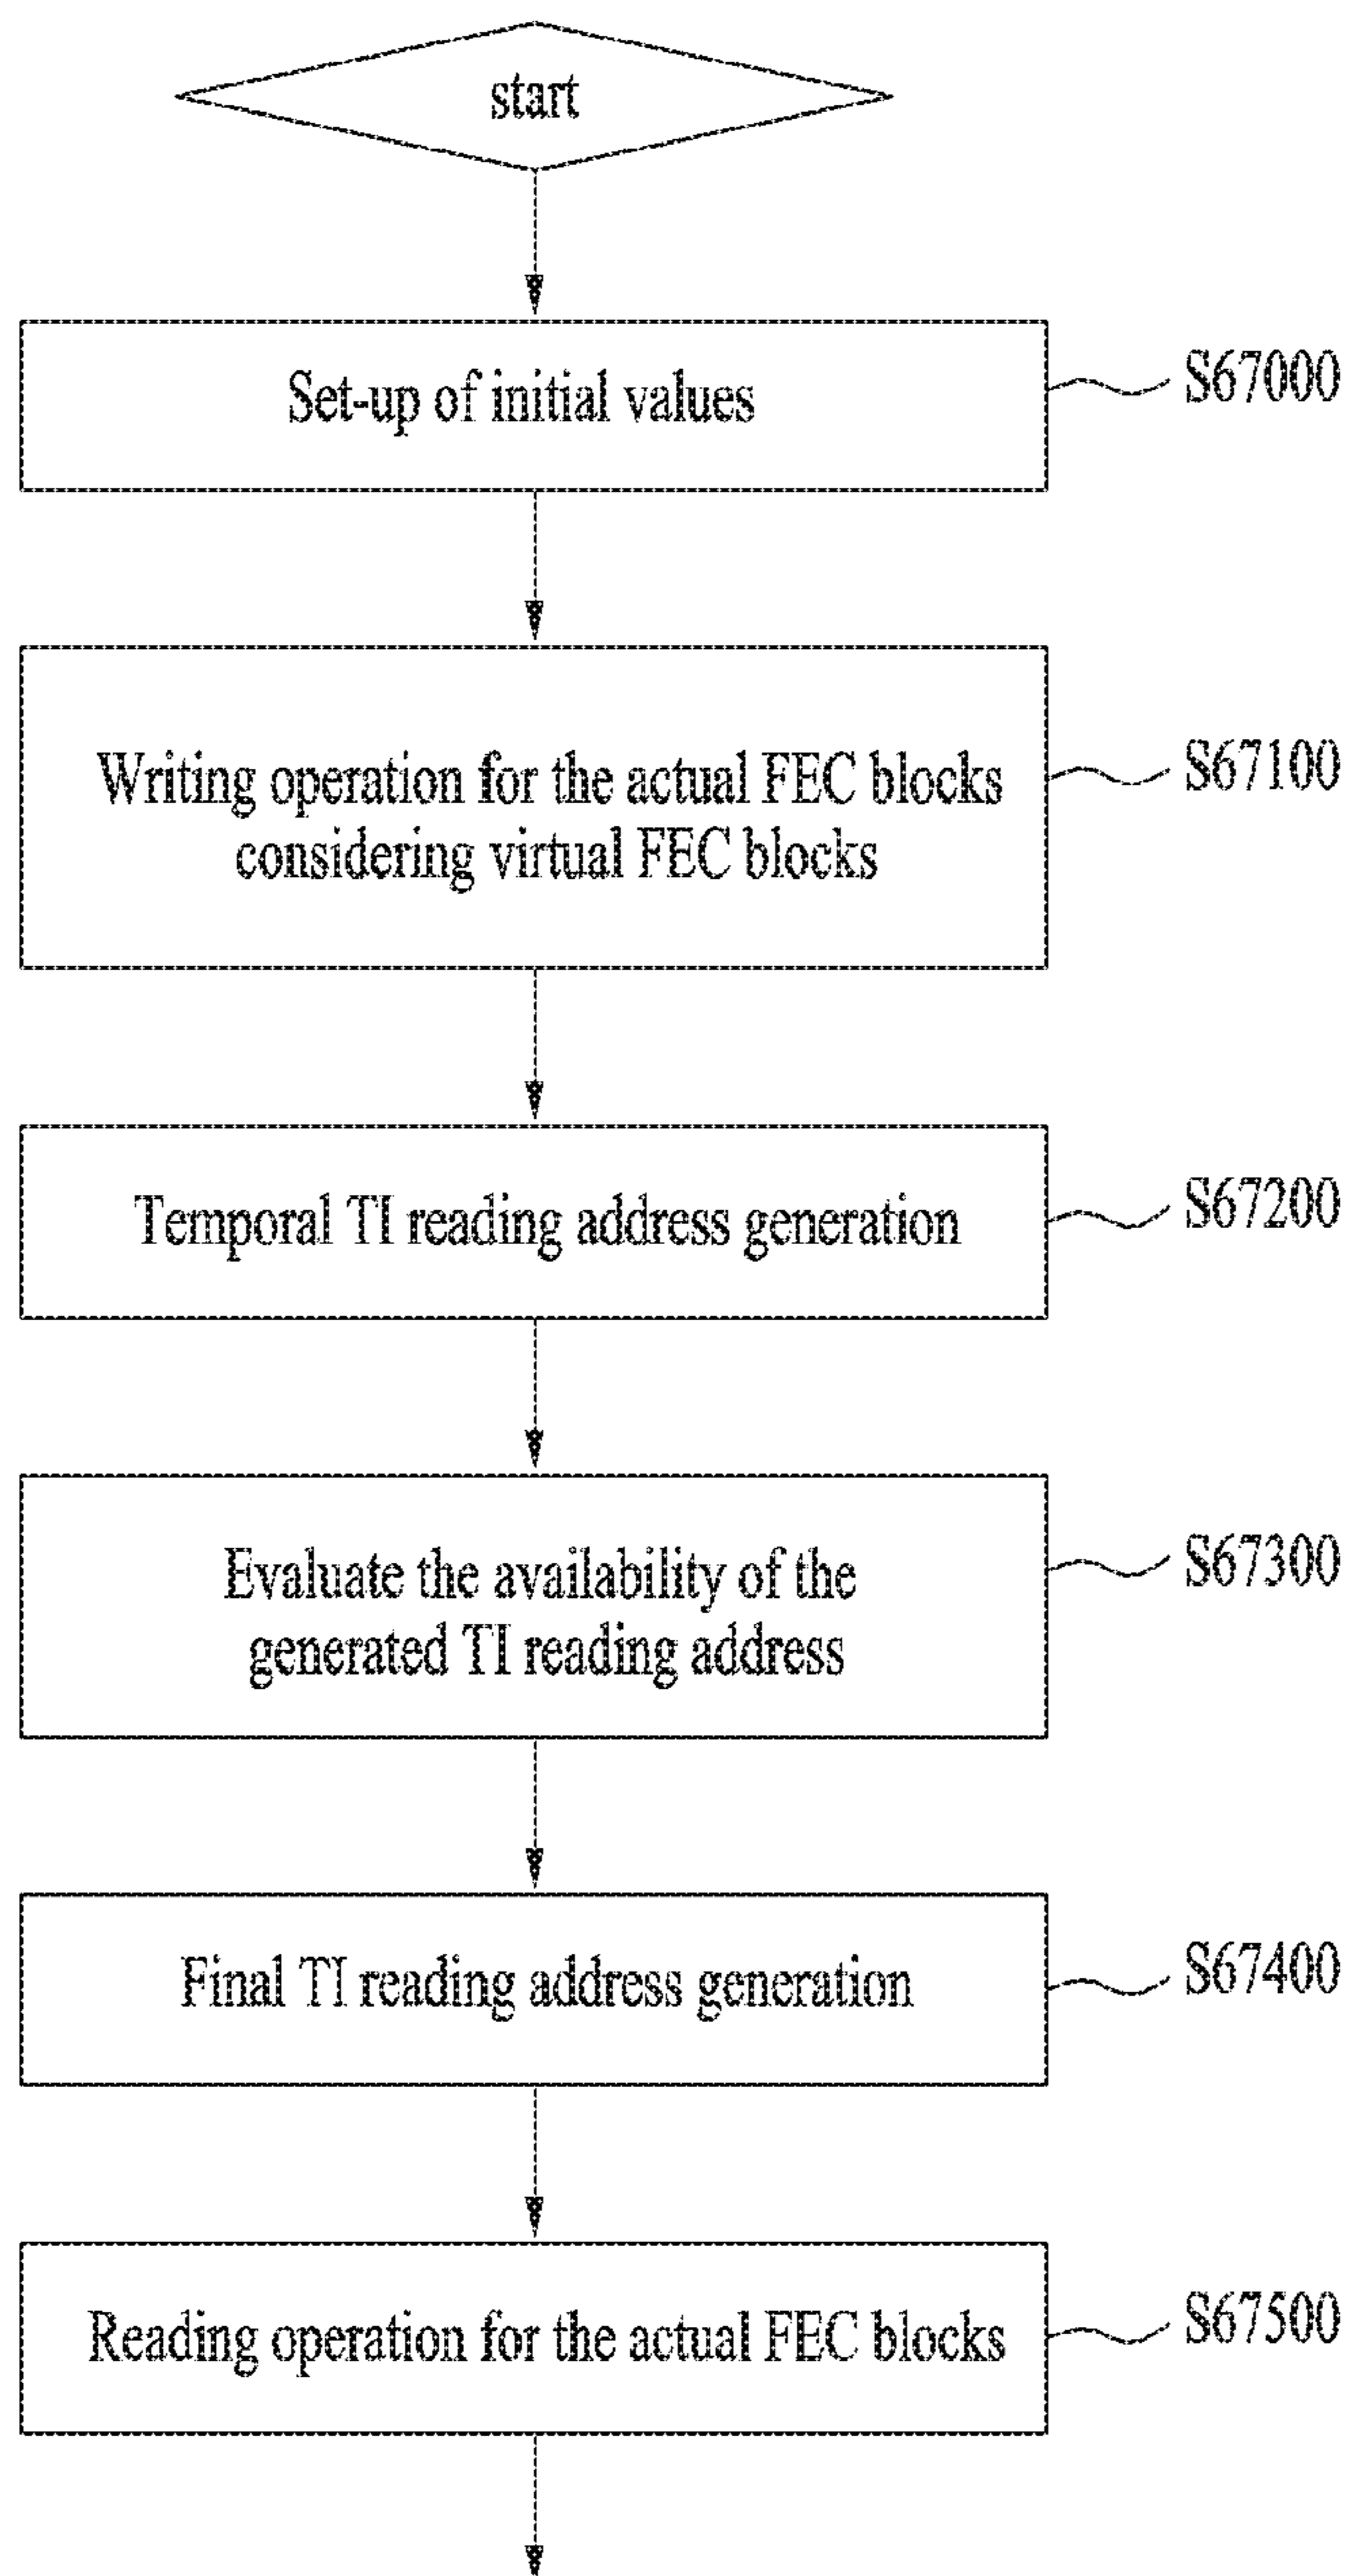 start
Set-up of initial values
S67000
Writing operation for the actual FEC blocks
considering virtual FEC blocks
S67100
Temporal TI reading address generation
S67200
Evaluate the availability of the
generated TI reading address
S67300
Final TI reading address generation
S67400
Reading operation for the actual FEC blocks
S67500